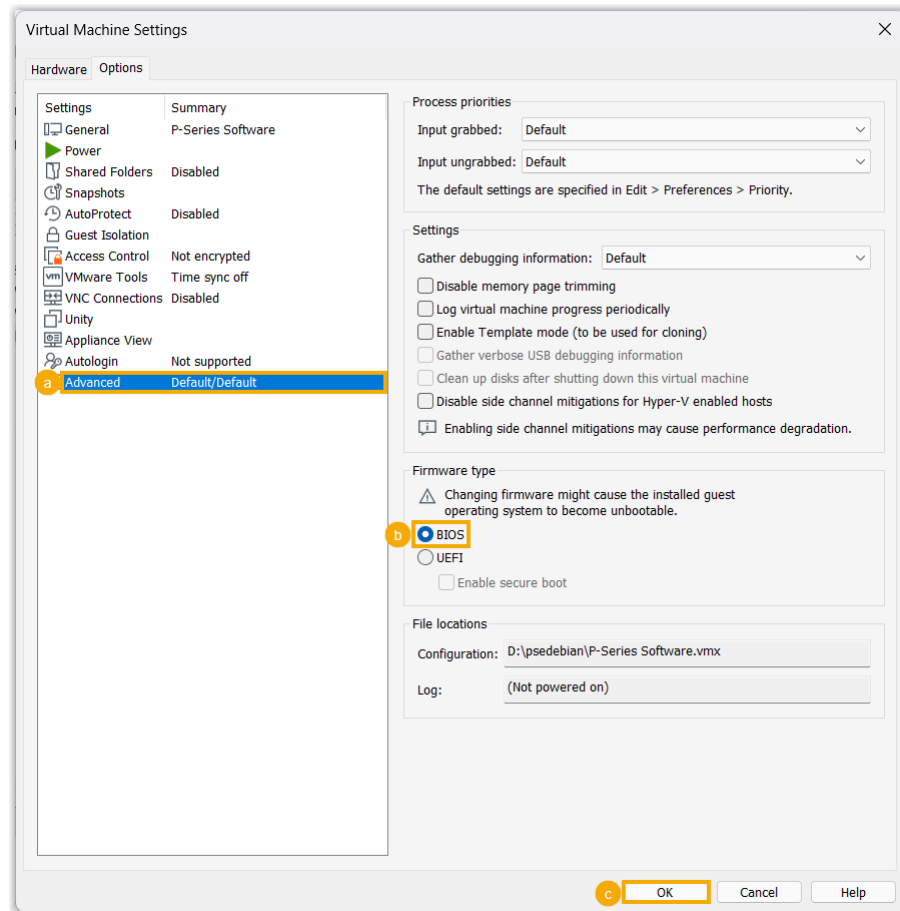 Virtual Machine Settings
Hardware Options
Settings Summary
General P-Series Software
Power
Shared Folders Disabled
Snapshots
AutoProtect Disabled
Guest Isolation
Access Control Not encrypted
vm VMware Tools Time sync off
VNC Connections Disabled
Unity
Appliance View
Autologin Not supported
a Advanced Default/Default
Process priorities
Input grabbed: Default
Input ungrabbed: Default
The default settings are specified in Edit > Preferences > Priority.
Settings
Gather debugging information: Default
Disable memory page trimming
Log virtual machine progress periodically
Enable Template mode (to be used for cloning)
Gather verbose USB debugging information
Clean up disks after shutting down this virtual machine
Disable side channel mitigations for Hyper-V enabled hosts
Enabling side channel mitigations may cause performance degradation.
Firmware type
Changing firmware might cause the installed guest
operating system to become unbootable.
b BIOS
UEFI
Enable secure boot
File locations
Configuration: D:\psedebian\P-Series Software.vmx
Log: (Not powered on)
c OK Cancel Help